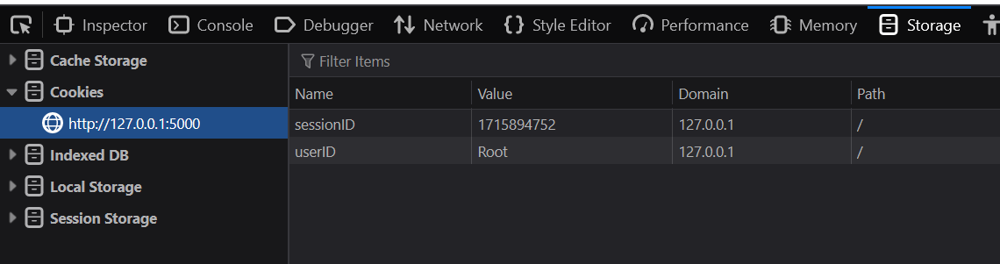 Inspector Console Debugger Network Style Editor Performance Memory Storage
Cache Storage
Filter Items
Cookies
Name Value Domain Path
http://127.0.0.1:5000
sessionID 1715894752 127.0.0.1 /
userID Root 127.0.0.1 /
Indexed DB
Local Storage
Session Storage